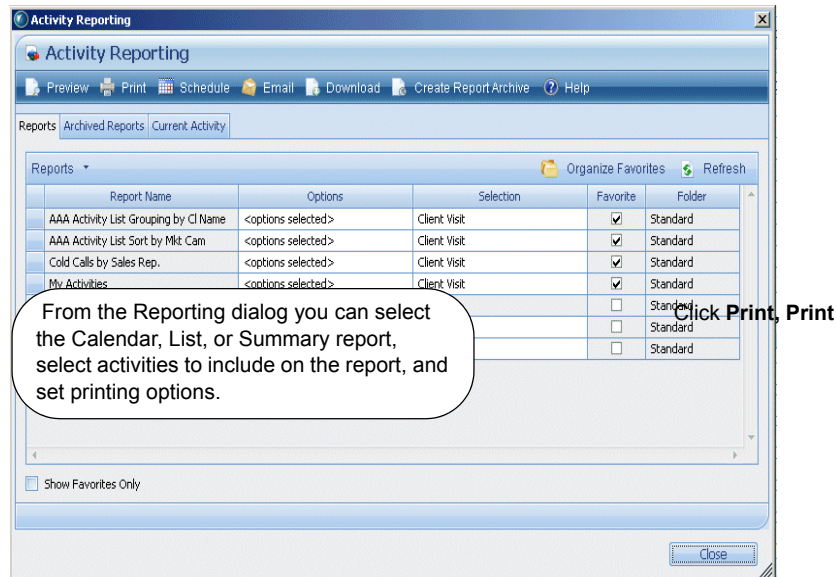 Activity Reporting
Activity Reporting
Preview Print Schedule Email Download Create Report Archive Help
Reports Archived Reports Current Activity
Reports Organize Favorites Refresh
Report Name Options Selection Favorite Folder
AAA Activity List Grouping by Cl Name <options selected> Client Visit Standard
AAA Activity List Sort by Mkt Cam <options selected> Client Visit Standard
Cold Calls by Sales Rep. <options selected> Client Visit Standard
My Activities <options selected> Client Visit Standard
Standard
Click Print, Print
Standard
Standard
From the Reporting dialog you can select
the Calendar, List, or Summary report,
select activities to include on the report, and
set printing options.
Show Favorites Only
Close